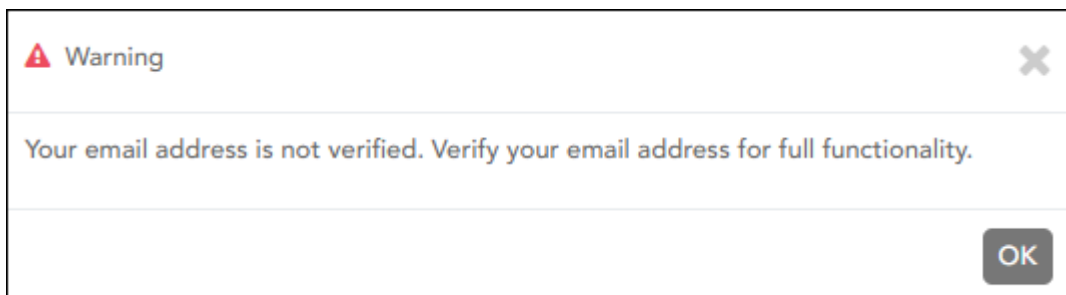 Warning
Your email address is not verified. Verify your email address for full functionality.
OK